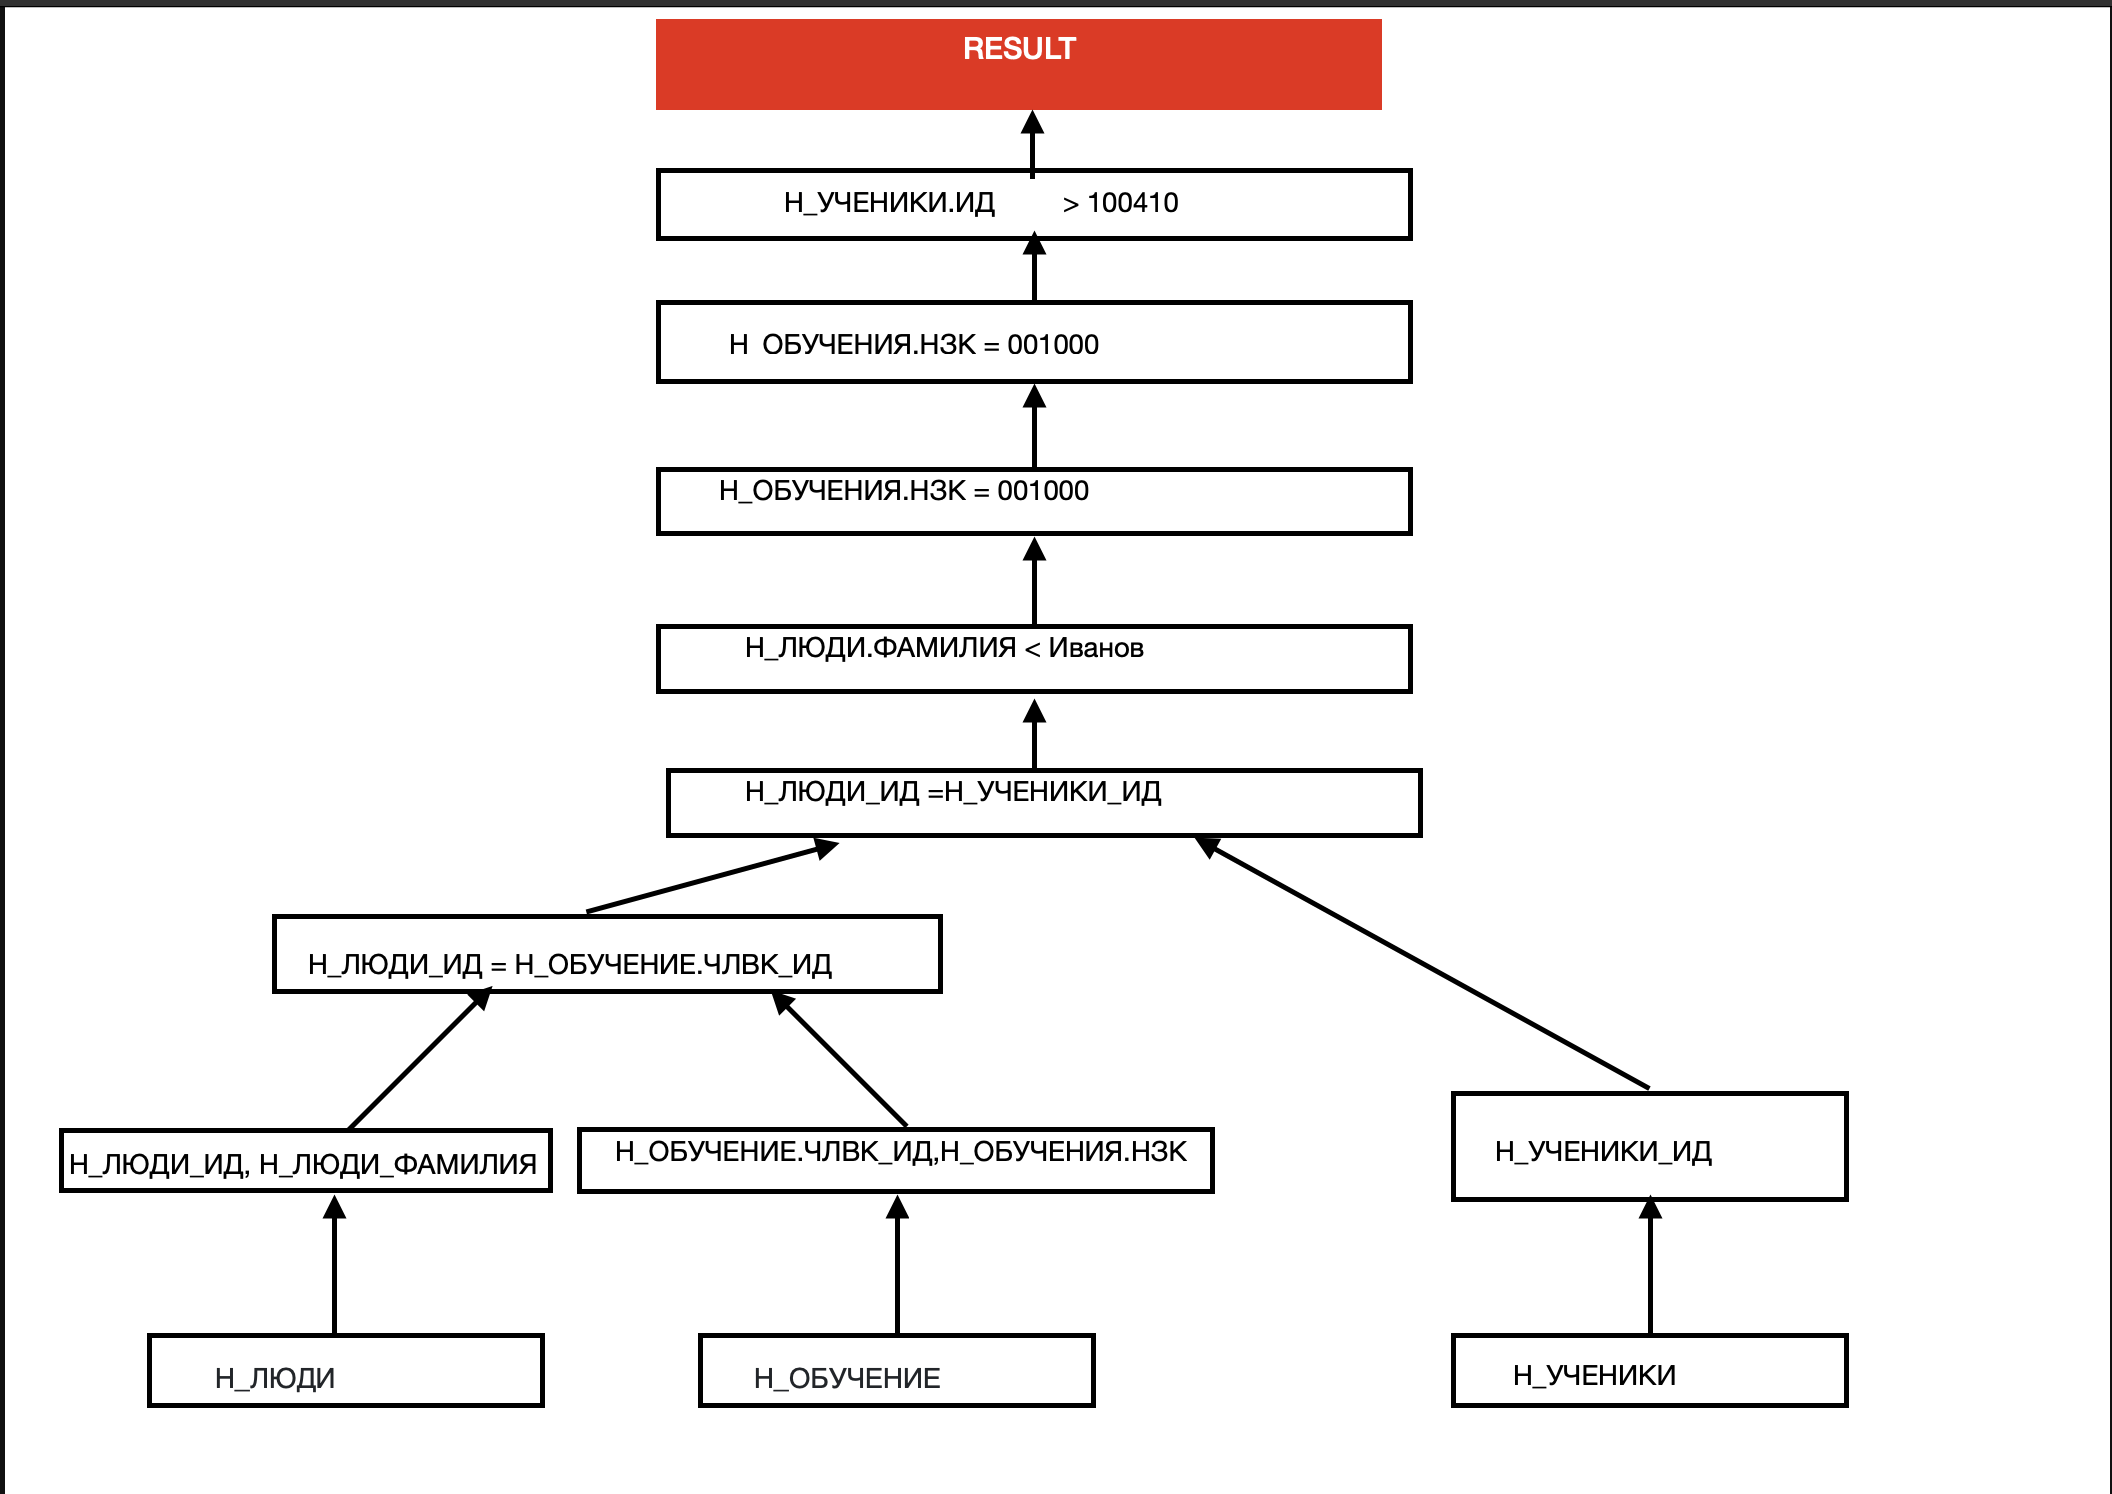 RESULT
Н_УЧЕНИКИ.ИД > 100410
Н ОБУЧЕНИЯ.НЗК = 001000
Н_ОБУЧЕНИЯ.НЗК = 001000
Н_ЛЮДИ.ФАМИЛИЯ < Иванов
Н_ЛЮДИ_ИД =Н_УЧЕНИКИ_ИД
Н_ЛЮДИ_ИД = Н_ОБУЧЕНИЕ.ЧЛВК_ИД
Н_ЛЮДИ_ИД, Н_ЛЮДИ_ФАМИЛИЯ
Н_ОБУЧЕНИЕ.ЧЛВК_ИД,Н_ОБУЧЕНИЯ.НЗК
Н_УЧЕНИКИ_ИД
Н_ЛЮДИ
Н_ОБУЧЕНИЕ
Н_УЧЕНИКИ